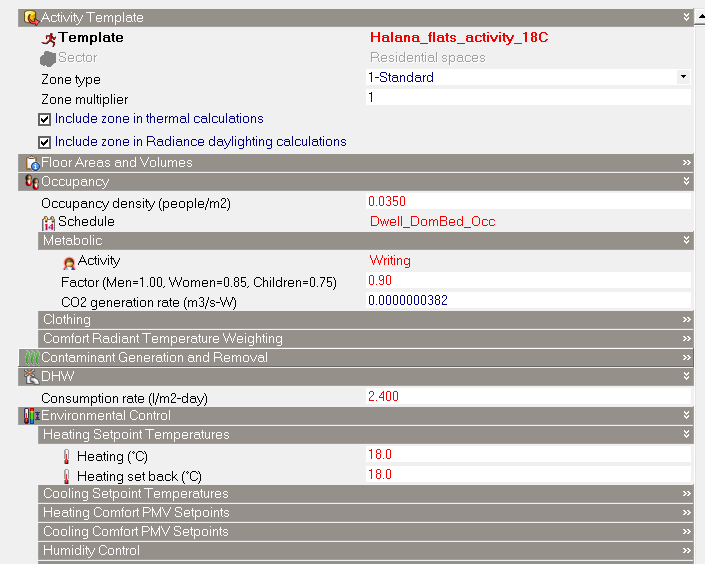 Activity Template
Template Halana_flats_activity_18C
Sector Residential spaces
Zone type 1-Standard
Zone multiplier 1
Include zone in thermal calculations
Include zone in Radiance daylighting calculations
Floor Areas and Volumes
Occupancy
Occupancy density (people/m2) 0.0350
Schedule Dwell_DomBed_Occ
Metabolic
Activity Writing
Factor (Men=1.00, Women=0.85, Children=0.75) 0.90
CO2 generation rate (m3/s-W) 0.0000000382
Clothing
Comfort Radiant Temperature Weighting
Contaminant Generation and Removal
DHW
Consumption rate (l/m2-day) 2.400
Environmental Control
Heating Setpoint Temperatures
Heating (°C) 18.0
Heating set back (°C) 18.0
Cooling Setpoint Temperatures
Heating Comfort PMV Setpoints
Cooling Comfort PMV Setpoints
Humidity Control